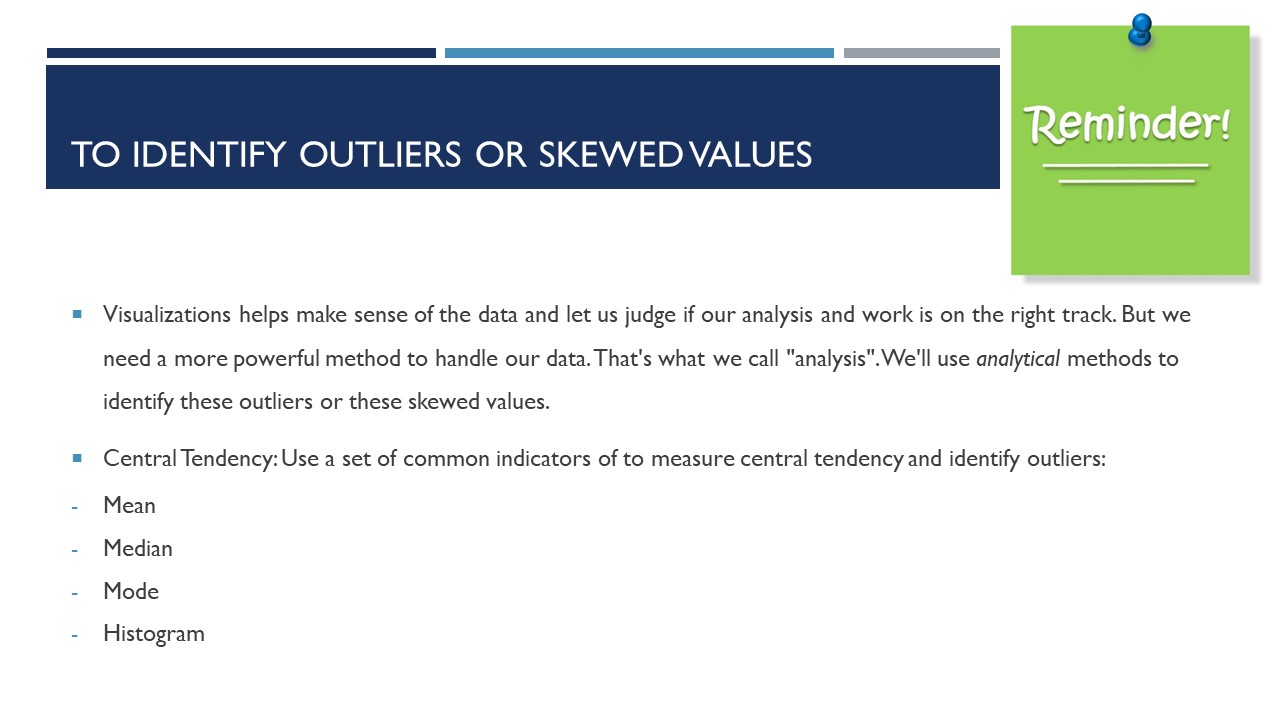 TO IDENTIFY OUTLIERS OR SKEWED VALUES
Reminder!
Visualizations helps make sense of the data and let us judge if our analysis and work is on the right track. But we
need a more powerful method to handle our data. That's what we call "analysis". We'll use analytical methods to
identify these outliers or these skewed values.
Central Tendency: Use a set of common indicators of to measure central tendency and identify outliers:
- Mean
- Median
- Mode
- Histogram